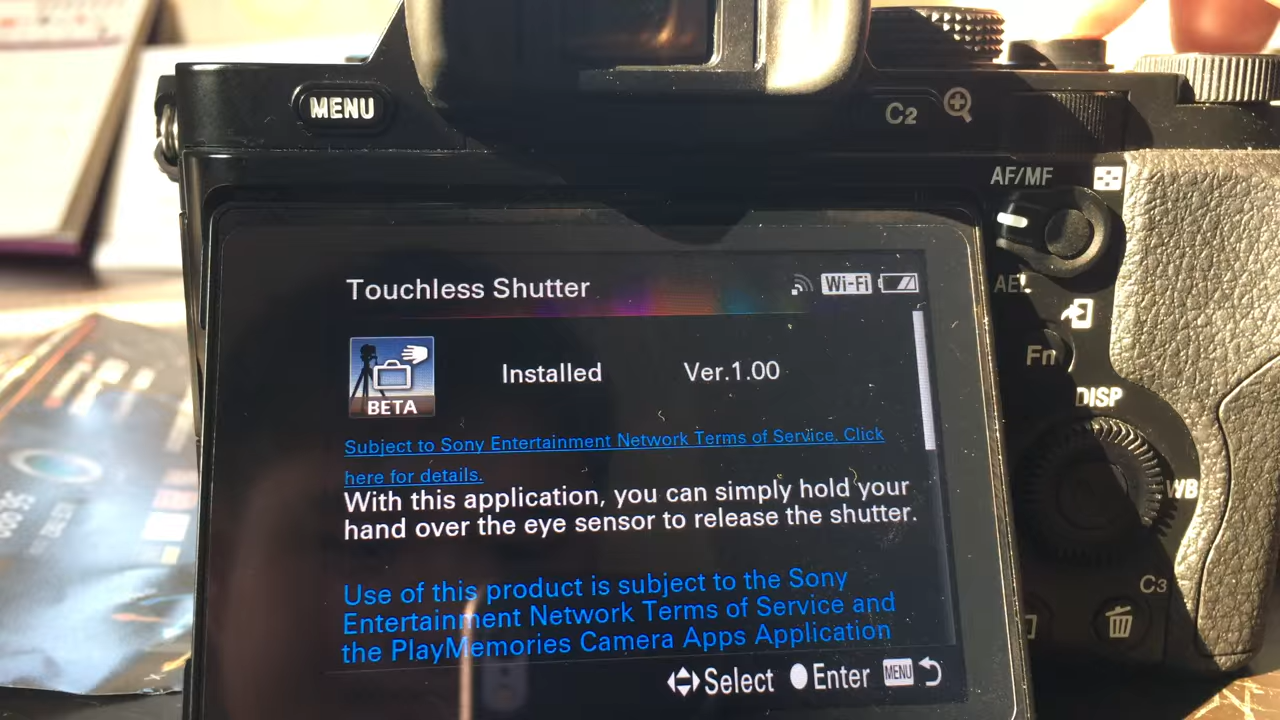 MENU
C2
AF/MF
AEL
Touchless Shutter
Wi-Fi
Installed Ver.1.00
BETA
Subject to Sony Entertainment Network Terms of Service. Click
here for details.
With this application, you can simply hold your
hand over the eye sensor to release the shutter.
Use of this product is subject to the Sony
Entertainment Network Terms of Service and
the PlayMemories Camera Apps Application
Select Enter MENU
Fn
DISP
WB
C3